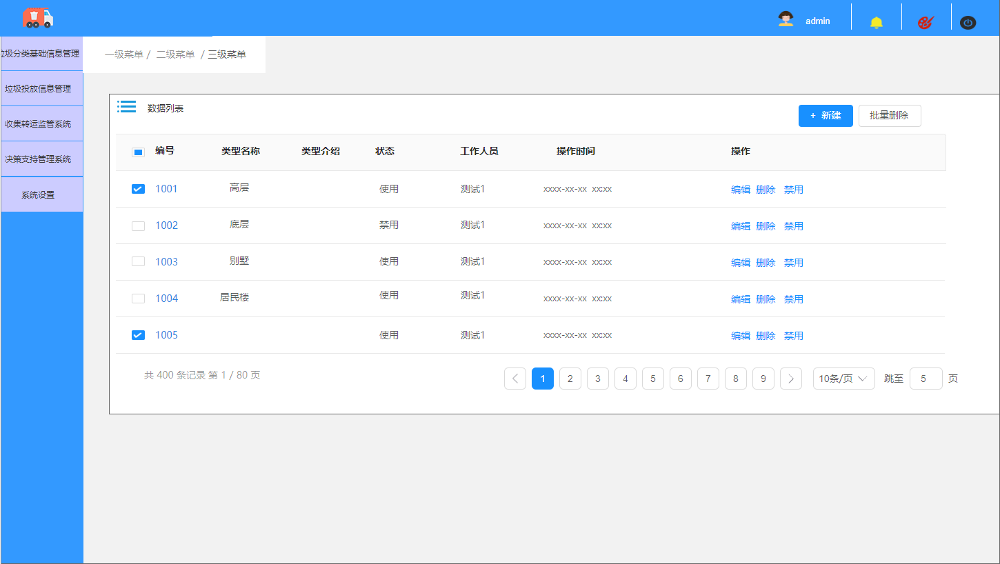 admin
垃圾分类基础信息管理
一级菜单 / 二级菜单 / 三级菜单
垃圾投放信息管理
收集转运监管系统
决策支持管理系统
系统设置
数据列表
+ 新建 批量删除
编号 类型名称 类型介绍 状态 工作人员 操作时间 操作
1001 高层 使用 测试1 xxxx-xx-xx xx:xx 编辑 删除 禁用
1002 底层 禁用 测试1 xxxx-xx-xx xx:xx 编辑 删除 禁用
1003 别墅 使用 测试1 xxxx-xx-xx xx:xx 编辑 删除 禁用
1004 居民楼 使用 测试1 xxxx-xx-xx xx:xx 编辑 删除 禁用
1005 使用 测试1 xxxx-xx-xx xx:xx 编辑 删除 禁用
共 400 条记录 第 1 / 80 页 1 2 3 4 5 6 7 8 9 10条/页 跳至 5 页